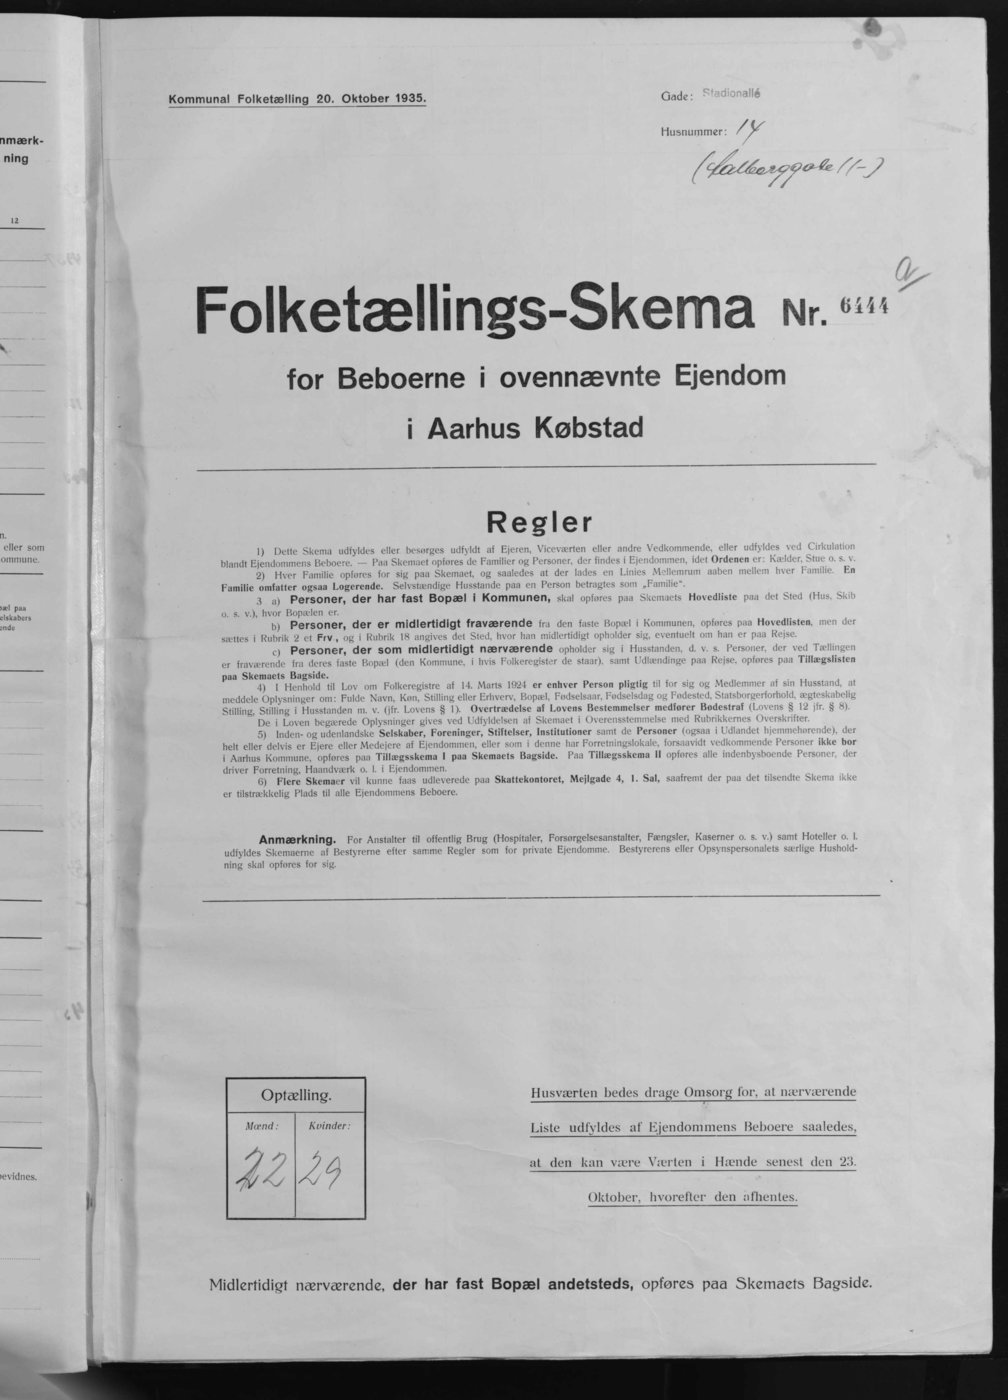 nmærk-
ning
12
n.
eller som
ommune.
pæl paa
elskabers
ende
bevidnes.
Kommunal Folketælling 20. Oktober 1935.
Gade: Stadionallé
Husnummer: 14
Folketællings-Skema Nr. 6444 a
for Beboerne i ovennævnte Ejendom
i Aarhus Købstad
Regler
1) Dette Skema udfyldes eller besørges udfyldt af Ejeren, Viceværten eller andre Vedkommende, eller udfyldes ved Cirkulation
blandt Ejendommens Beboere. — Paa Skemaet opføres de Familier og Personer, der findes i Ejendommen, idet Ordenen er: Kælder, Stue o. s. v.
2) Hver Familie opføres for sig paa Skemaet, og saaledes at der lades en Linies Mellemrum aaben mellem hver Familie. En
Familie omfatter ogsaa Logerende. Selvstændige Husstande paa en Person betragtes som „Familie“.
3 a) Personer, der har fast Bopæl i Kommunen, skal opføres paa Skemaets Hovedliste paa det Sted (Hus, Skib
o. s. v.), hvor Bopælen er.
b) Personer, der er midlertidigt fraværende fra den faste Bopæl i Kommunen, opføres paa Hovedlisten, men der
sættes i Rubrik 2 et Frv., og i Rubrik 18 angives det Sted, hvor han midlertidigt opholder sig, eventuelt om han er paa Rejse.
c) Personer, der som midlertidigt nærværende opholder sig i Husstanden, d. v. s. Personer, der ved Tællingen
er fraværende fra deres faste Bopæl (den Kommune, i hvis Folkeregister de staar), samt Udlændinge paa Rejse, opføres paa Tillægslisten
paa Skemaets Bagside.
4) I Henhold til Lov om Folkeregistre af 14. Marts 1924 er enhver Person pligtig til for sig og Medlemmer af sin Husstand, at
meddele Oplysninger om: Fulde Navn, Køn, Stilling eller Erhverv, Bopæl, Fødselsaar, Fødselsdag og Fødested, Statsborgerforhold, ægteskabelig
Stilling, Stilling i Husstanden m. v. (jfr. Lovens § 1). Overtrædelse af Lovens Bestemmelser medfører Bødestraf (Lovens § 12 jfr. § 8).
De i Loven begærede Oplysninger gives ved Udfyldelsen af Skemaet i Overensstemmelse med Rubrikkernes Overskrifter.
5) Inden- og udenlandske Selskaber, Foreninger, Stiftelser, Institutioner samt de Personer (ogsaa i Udlandet hjemmehørende), der
helt eller delvis er Ejere eller Medejere af Ejendommen, eller som i denne har Forretningslokale, forsaavidt vedkommende Personer ikke bor
i Aarhus Kommune, opføres paa Tillægsskema I paa Skemaets Bagside. Paa Tillægsskema II opføres alle indenbysboende Personer, der
driver Forretning, Haandværk o. l. i Ejendommen.
6) Flere Skemaer vil kunne faas udleverede paa Skattekontoret, Mejlgade 4, 1. Sal, saafremt der paa det tilsendte Skema ikke
er tilstrækkelig Plads til alle Ejendommens Beboere.
Anmærkning. For Anstalter til offentlig Brug (Hospitaler, Forsørgelsesanstalter, Fængsler, Kaserner o. s. v.) samt Hoteller o. l.
udfyldes Skemaerne af Bestyrerne efter samme Regler som for private Ejendomme. Bestyrerens eller Opsynspersonalets særlige Hushold-
ning skal opføres for sig.
Optælling.
Mænd: Kvinder:
22 29
Husværten bedes drage Omsorg for, at nærværende
Liste udfyldes af Ejendommens Beboere saaledes,
at den kan være Værten i Hænde senest den 23.
Oktober, hvorefter den afhentes.
Midlertidigt nærværende, der har fast Bopæl andetsteds, opføres paa Skemaets Bagside.